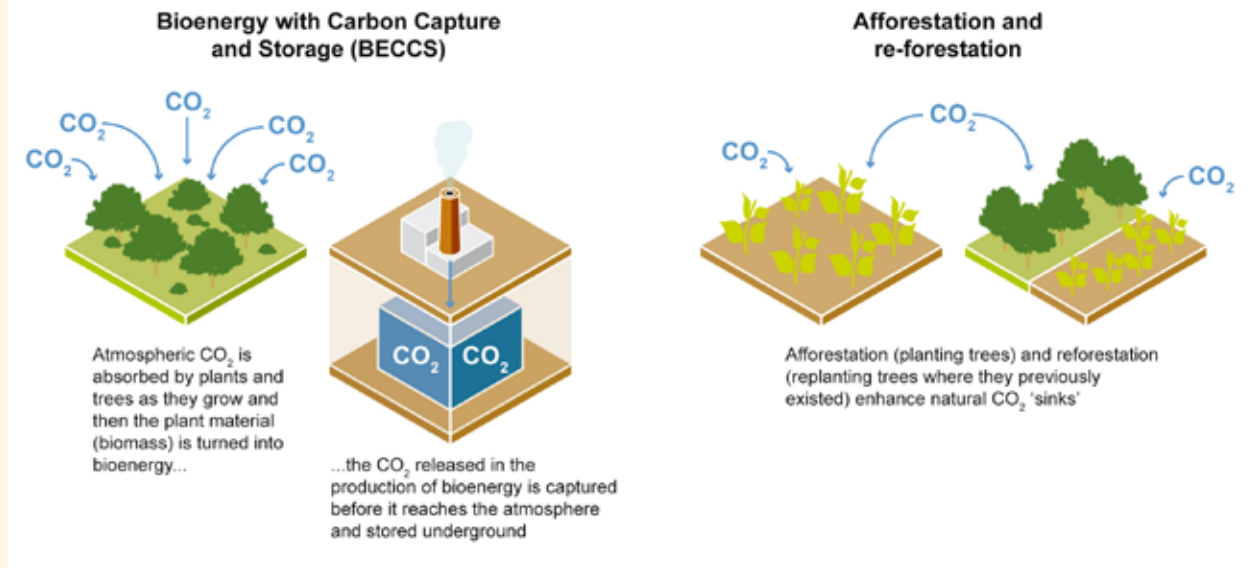 Bioenergy with Carbon Capture
and Storage (BECCS)
CO₂
CO₂
CO₂
CO₂
CO₂
CO₂
CO₂
Atmospheric CO₂ is
absorbed by plants and
trees as they grow and
then the plant material
(biomass) is turned into
bioenergy...
...the CO₂ released in the
production of bioenergy is captured
before it reaches the atmosphere
and stored underground
Afforestation and
re-forestation
CO₂
CO₂
CO₂
Afforestation (planting trees) and reforestation
(replanting trees where they previously
existed) enhance natural CO₂ ‘sinks’